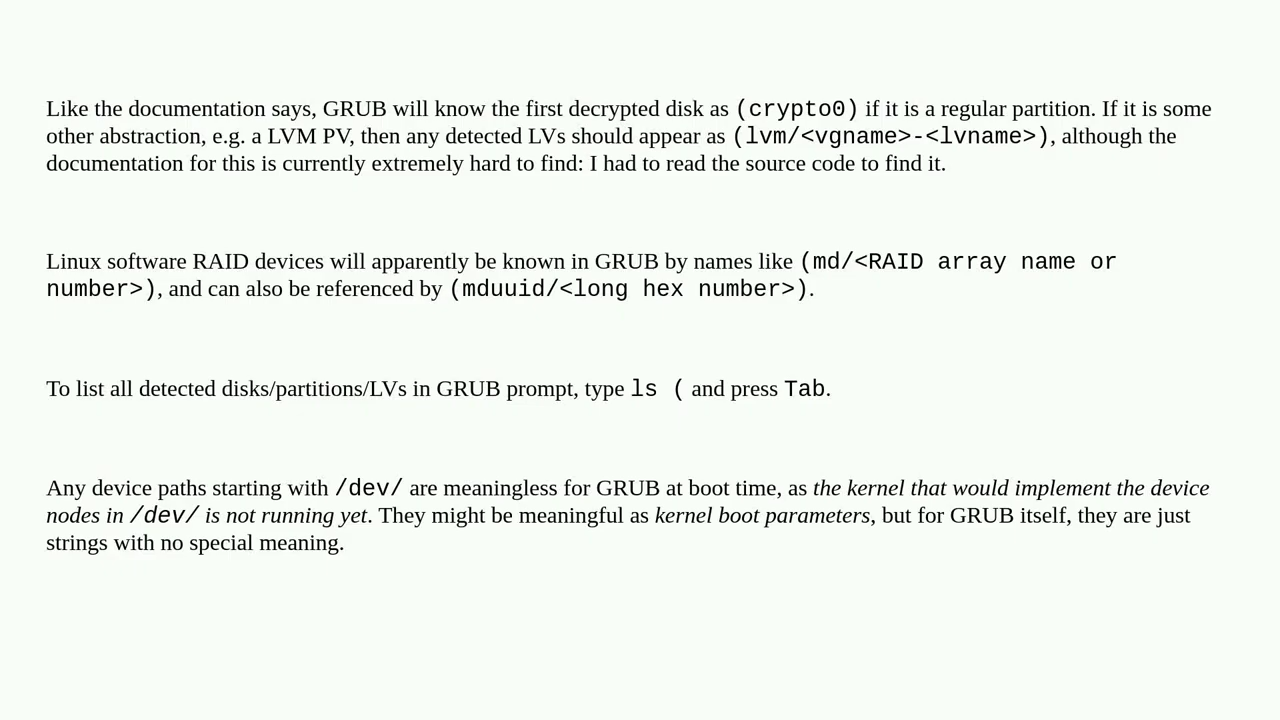 Like the documentation says, GRUB will know the first decrypted disk as (crypto0) if it is a regular partition. If it is some
other abstraction, e.g. a LVM PV, then any detected LVs should appear as (lvm/<vgname>-<lvname>), although the
documentation for this is currently extremely hard to find: I had to read the source code to find it.
Linux software RAID devices will apparently be known in GRUB by names like (md/<RAID array name or
number>), and can also be referenced by (mduuid/<long hex number>).
To list all detected disks/partitions/LVs in GRUB prompt, type ls ( and press Tab.
Any device paths starting with /dev/ are meaningless for GRUB at boot time, as the kernel that would implement the device
nodes in /dev/ is not running yet. They might be meaningful as kernel boot parameters, but for GRUB itself, they are just
strings with no special meaning.